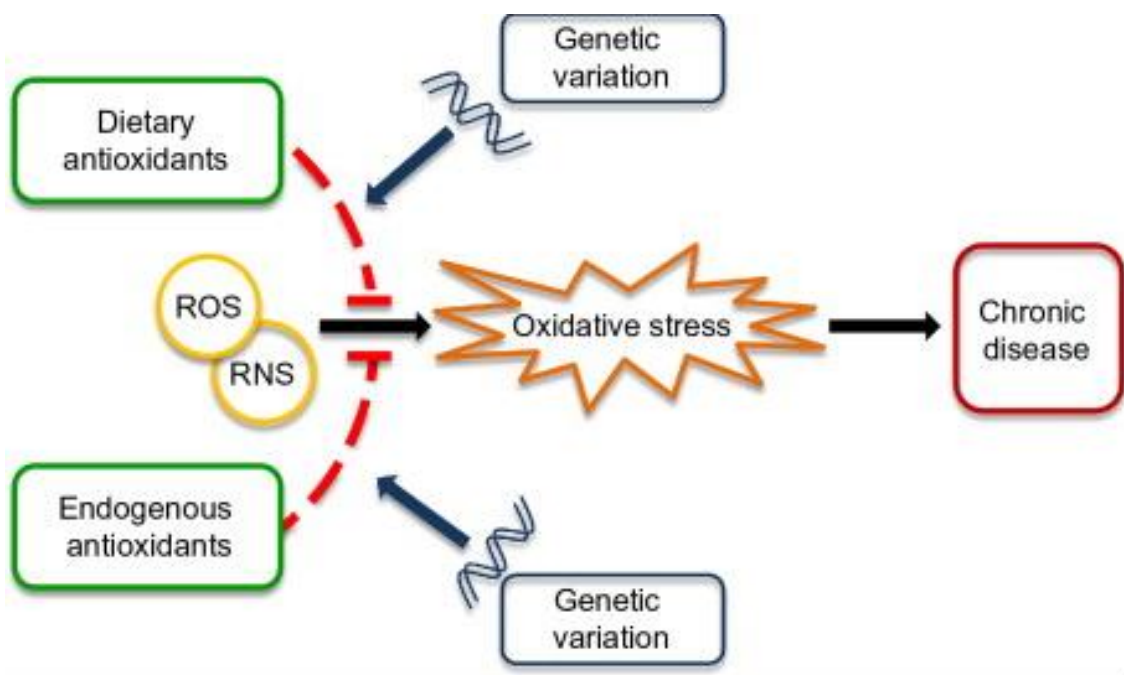 Genetic
variation
Dietary
antioxidants
ROS
RNS
Oxidative stress
Chronic
disease
Endogenous
antioxidants
Genetic
variation